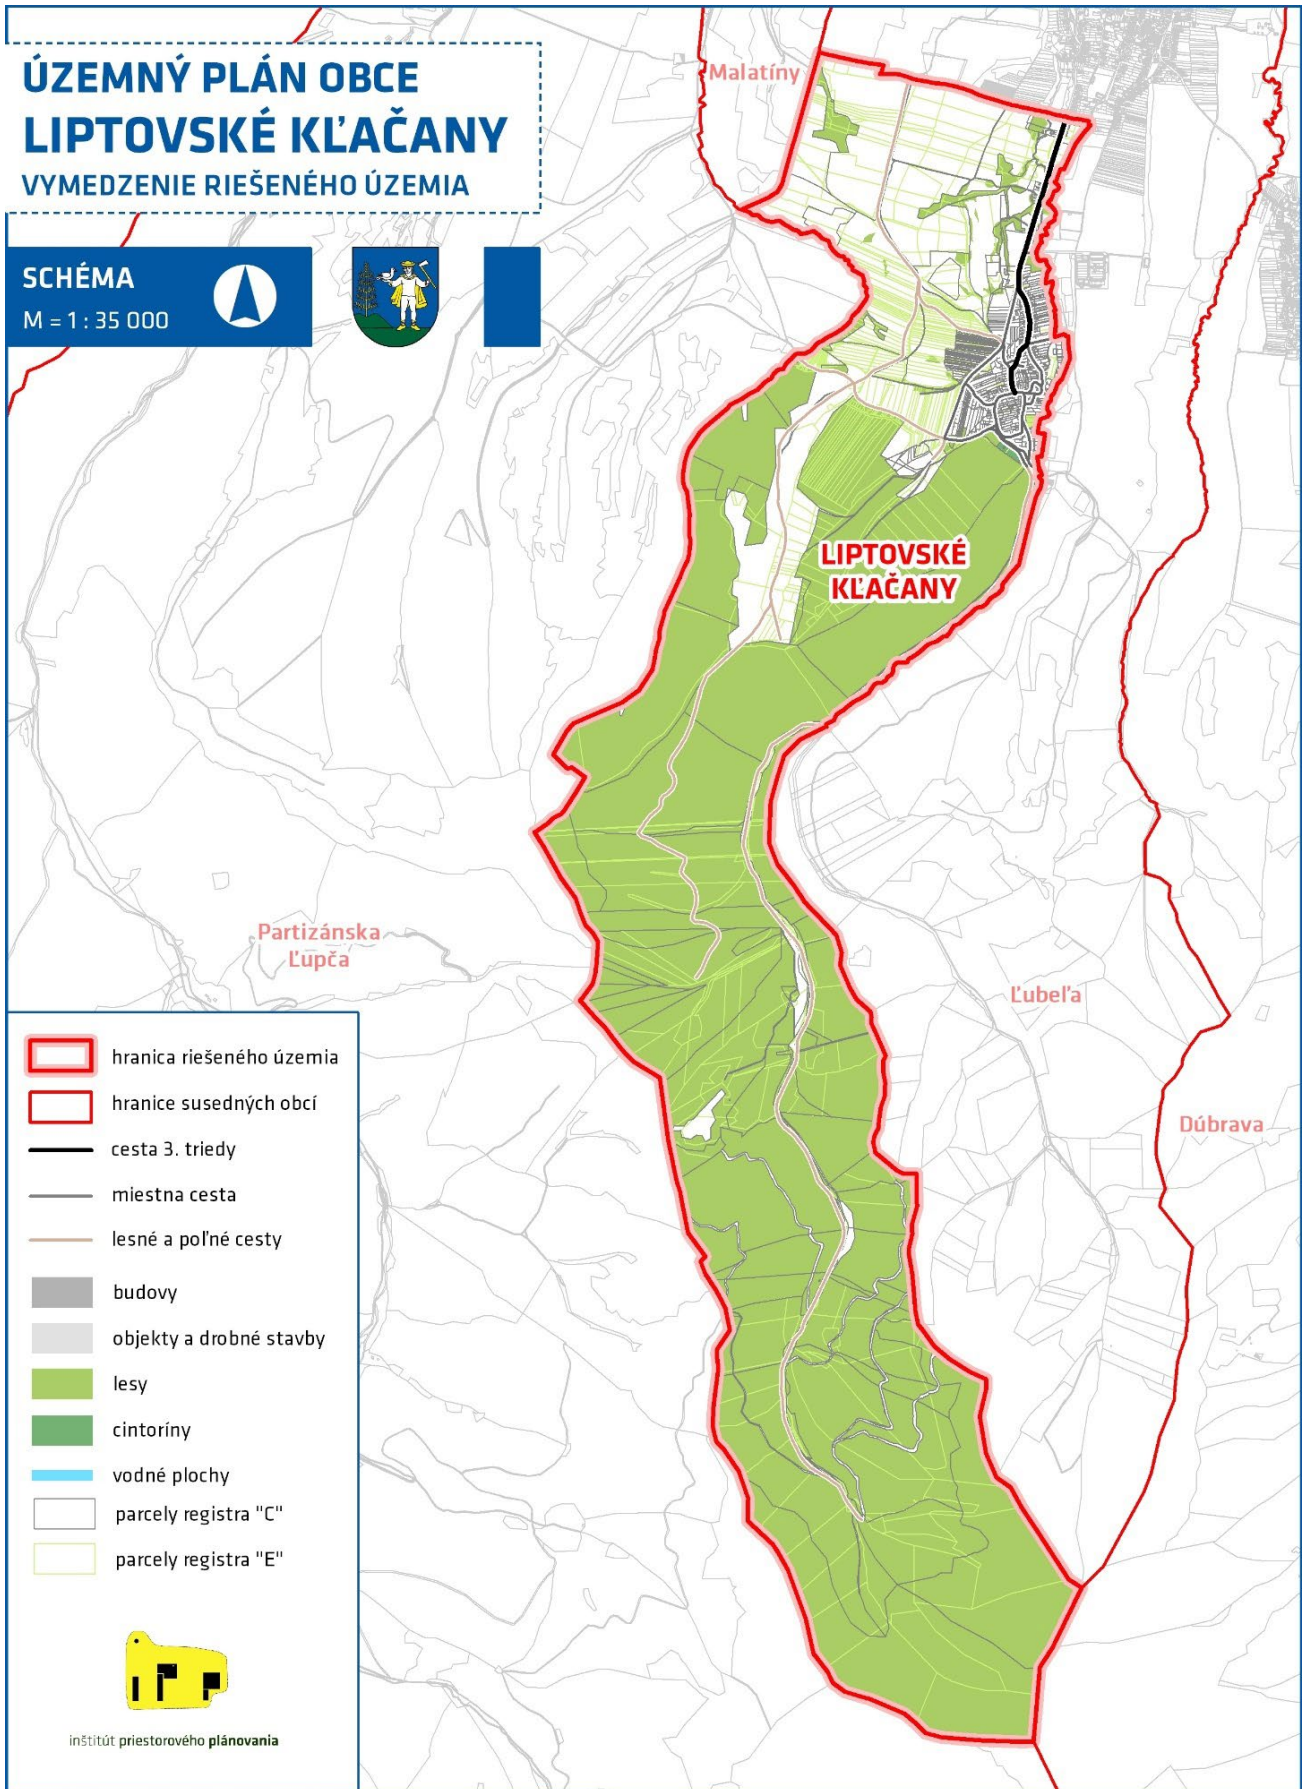 ÚZEMNÝ PLÁN OBCE
LIPTOVSKÉ KĽAČANY
VYMEDZENIE RIEŠENÉHO ÚZEMIA
SCHÉMA
M = 1 : 35 000
Malatíny
LIPTOVSKÉ
KĽAČANY
Partizánska
Ľupča
Ľubeľa
Dúbrava
hranica riešeného územia
hranice susedných obcí
cesta 3. triedy
miestna cesta
lesné a poľné cesty
budovy
objekty a drobné stavby
lesy
cintoríny
vodné plochy
parcely registra "C"
parcely registra "E"
inštitút priestorového plánovania